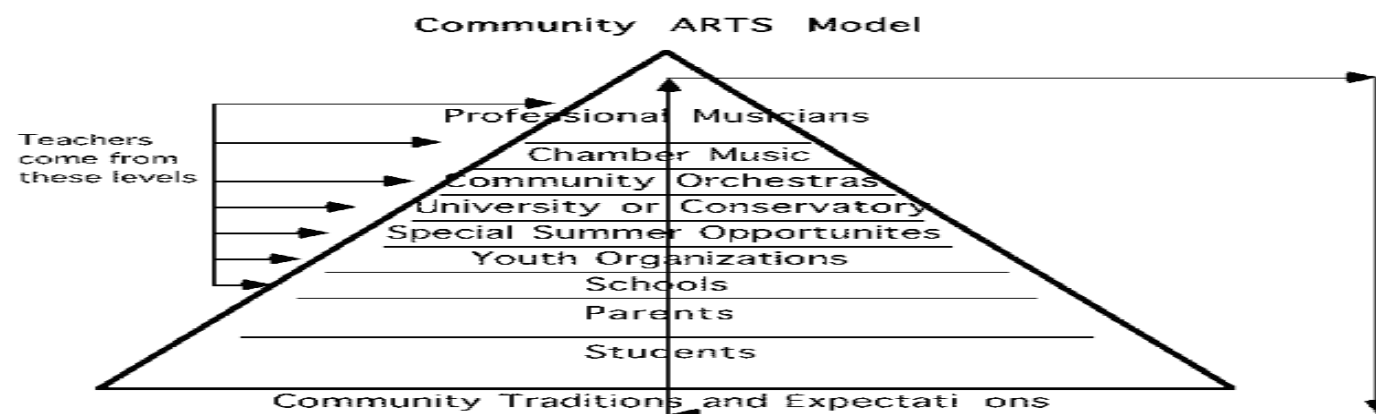 Community ARTS Model
Professional Musicians
Teachers
come from
these levels
Chamber Music
Community Orchestras
University or Conservatory
Special Summer Opportunites
Youth Organizations
Schools
Parents
Students
Community Traditions and Expectati ons